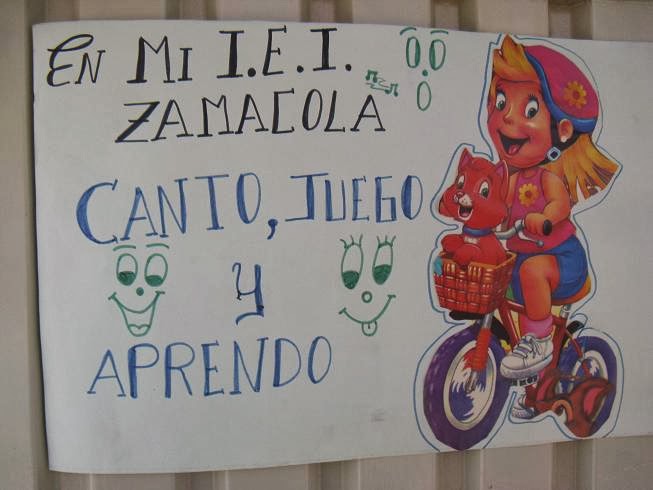 EN MI I.E.I.
ZAMACOLA
CANTO, JUEGO
Y
APRENDO